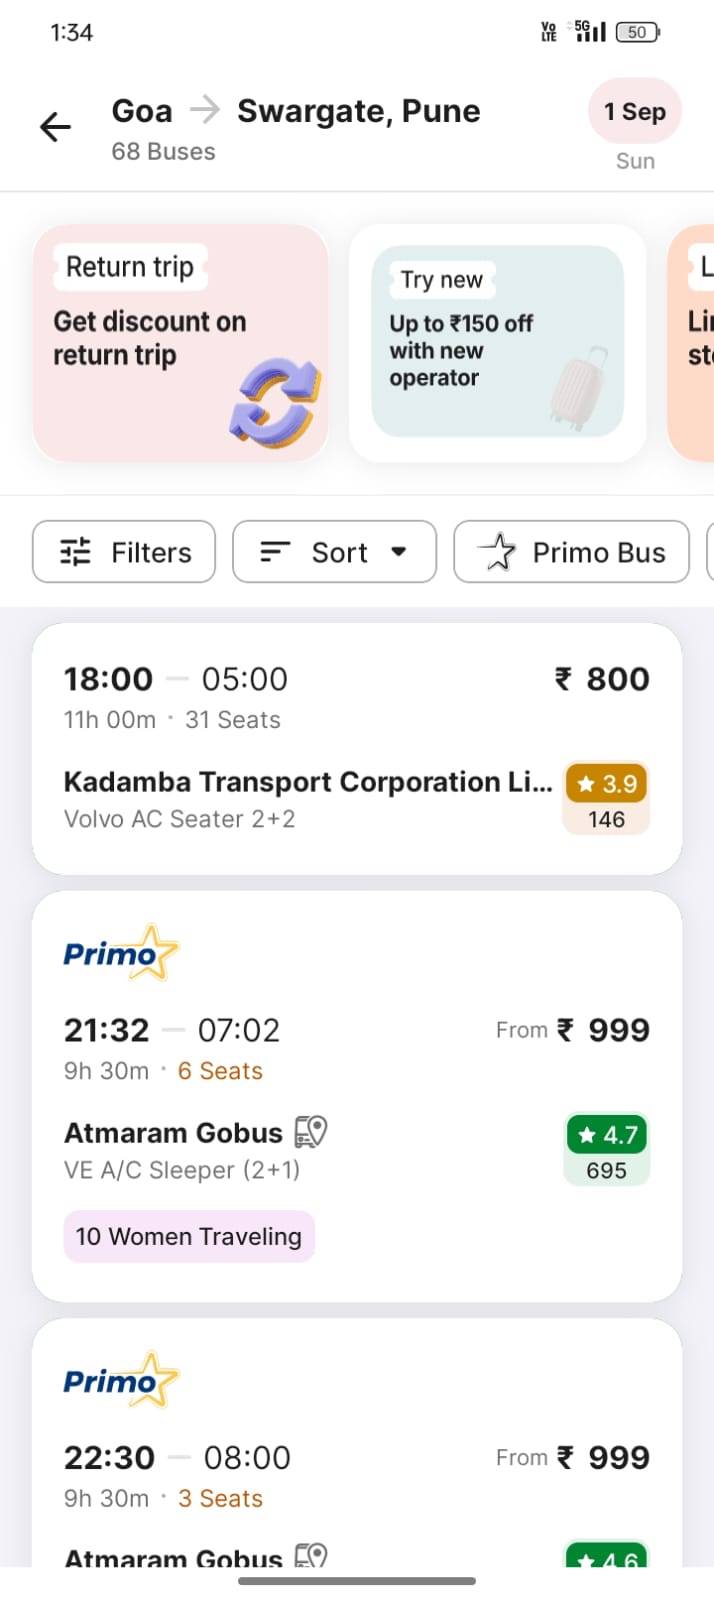 1:34
Vo LTE 5G 50
Goa → Swargate, Pune
68 Buses
1 Sep
Sun
Return trip
Get discount on
return trip
Try new
Up to ₹150 off
with new
operator
L
Li
st
Filters
Sort
Primo Bus
18:00 — 05:00
₹ 800
11h 00m · 31 Seats
Kadamba Transport Corporation Li...
★ 3.9
Volvo AC Seater 2+2
146
Primo
21:32 — 07:02
From ₹ 999
9h 30m · 6 Seats
Atmaram Gobus
★ 4.7
VE A/C Sleeper (2+1)
695
10 Women Traveling
Primo
22:30 — 08:00
From ₹ 999
9h 30m · 3 Seats
Atmaram Gobus
★ 4.6